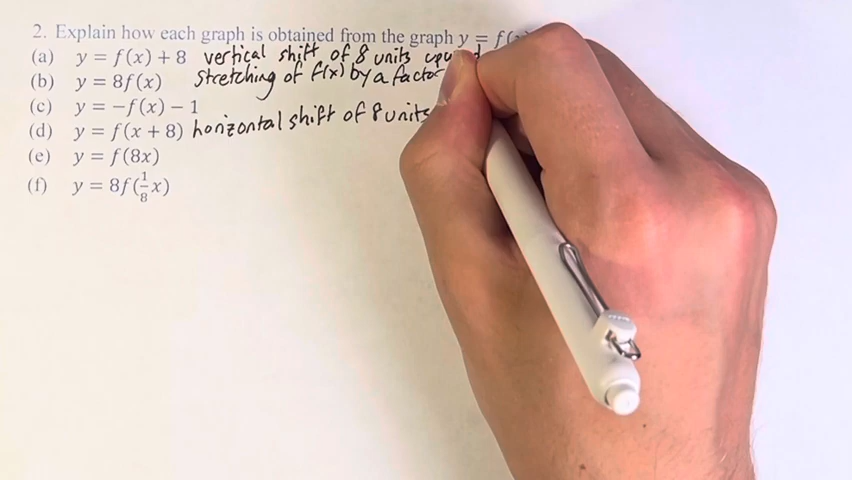 2. Explain how each graph is obtained from the graph y = f(x)
(a) y = f(x) + 8 vertical shift of 8 units
(b) y = 8f(x) stretching of f(x) by a factor
(c) y = −f(x) − 1
(d) y = f(x + 8) horizontal shift of 8 units
(e) y = f(8x)
(f) y = 8f(1/8 x)